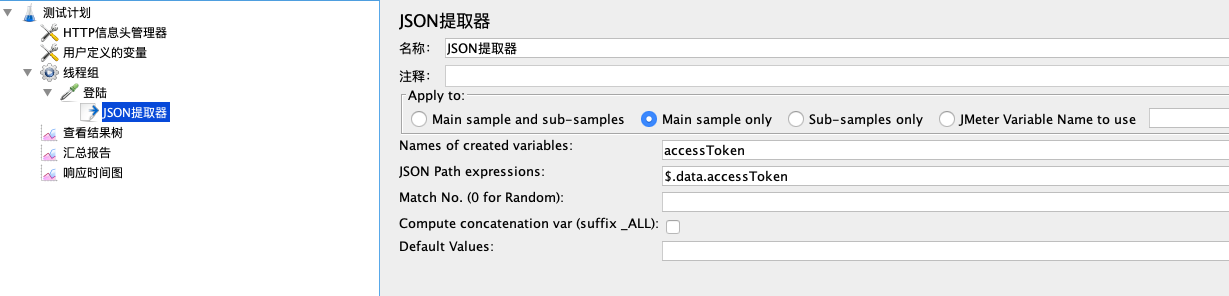 测试计划
HTTP信息头管理器
用户定义的变量
线程组
登陆
JSON提取器
查看结果树
汇总报告
响应时间图
JSON提取器
名称： JSON提取器
注释：
Apply to:
Main sample and sub-samples Main sample only Sub-samples only JMeter Variable Name to use
Names of created variables: accessToken
JSON Path expressions: $.data.accessToken
Match No. (0 for Random):
Compute concatenation var (suffix _ALL):
Default Values: